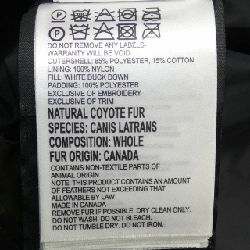 DO NOT REMOVE ANY LABELS-
WARRANTY WILL BE VOID
OUTERSHELL: 85% POLYESTER, 15% COTTON
LINING: 100% NYLON
FILL: WHITE DUCK DOWN
PADDING: 100% POLYESTER
EXCLUSIVE OF EMBROIDERY
EXCLUSIVE OF TRIM
NATURAL COYOTE FUR
SPECIES: CANIS LATRANS
COMPOSITION: WHOLE
FUR ORIGIN: CANADA
CONTAINS NON-TEXTILE PARTS OF
ANIMAL ORIGIN
THIS PRODUCT CONTAINS AN AMOUNT
OF FEATHERS NOT EXCEEDING THAT
ALLOWABLE BY LAW
MADE IN CANADA
REMOVE FUR IF POSSIBLE. DRY CLEAN ONLY.
DO NOT WASH. DO NOT BLEACH.
DO NOT TUMBLE DRY.